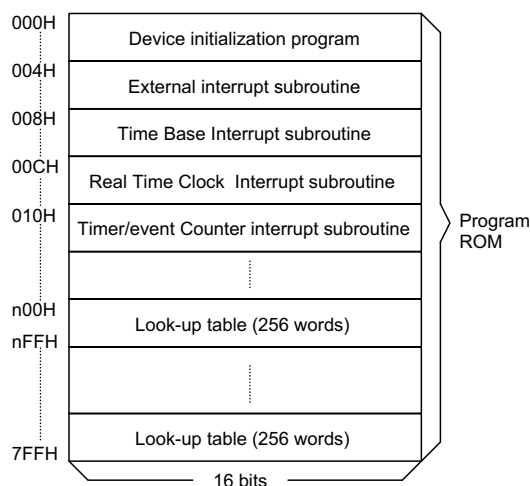 000H
Device initialization program
004H
External interrupt subroutine
008H
Time Base Interrupt subroutine
00CH
Real Time Clock Interrupt subroutine
010H
Timer/event Counter interrupt subroutine
Program
ROM
n00H
Look-up table (256 words)
nFFH
Look-up table (256 words)
7FFH
16 bits